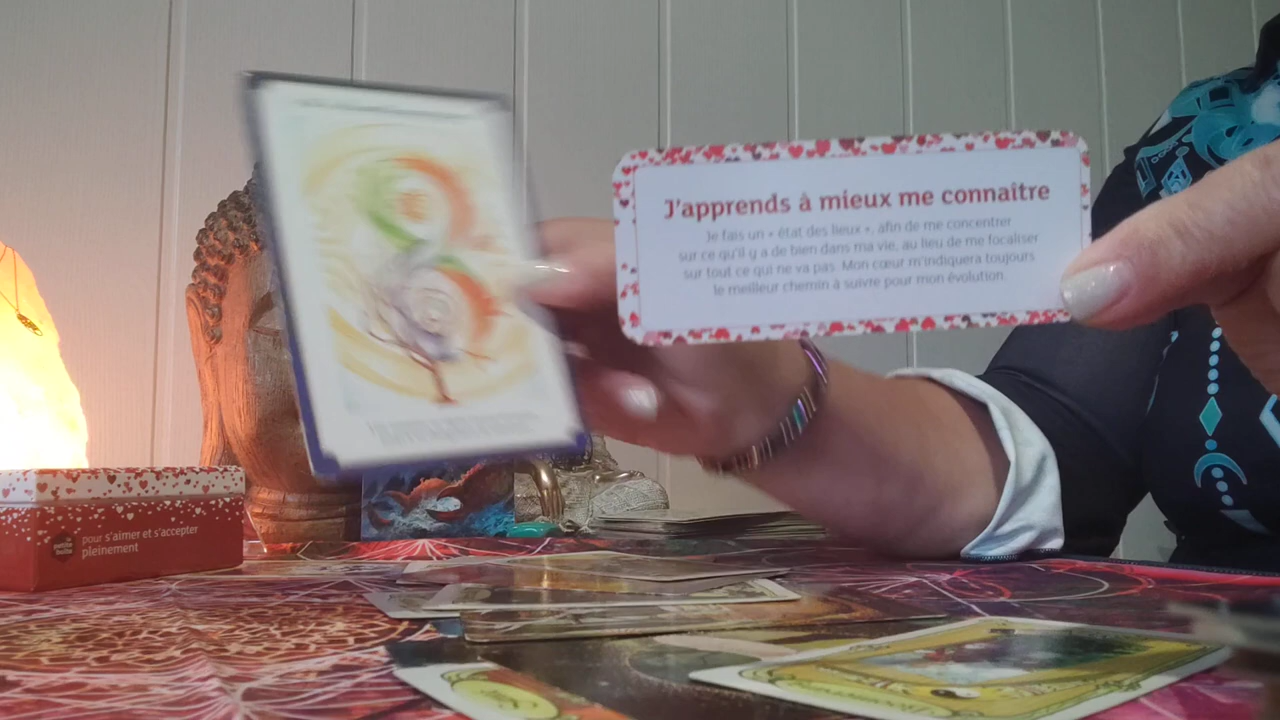 J'apprends à mieux me connaître
Je fais un « état des lieux », afin de me concentrer
sur ce qu'il y a de bien dans ma vie, au lieu de me focaliser
sur tout ce qui ne va pas. Mon cœur m'indiquera toujours
le meilleur chemin à suivre pour mon évolution.
pour s'aimer et s'accepter
pleinement